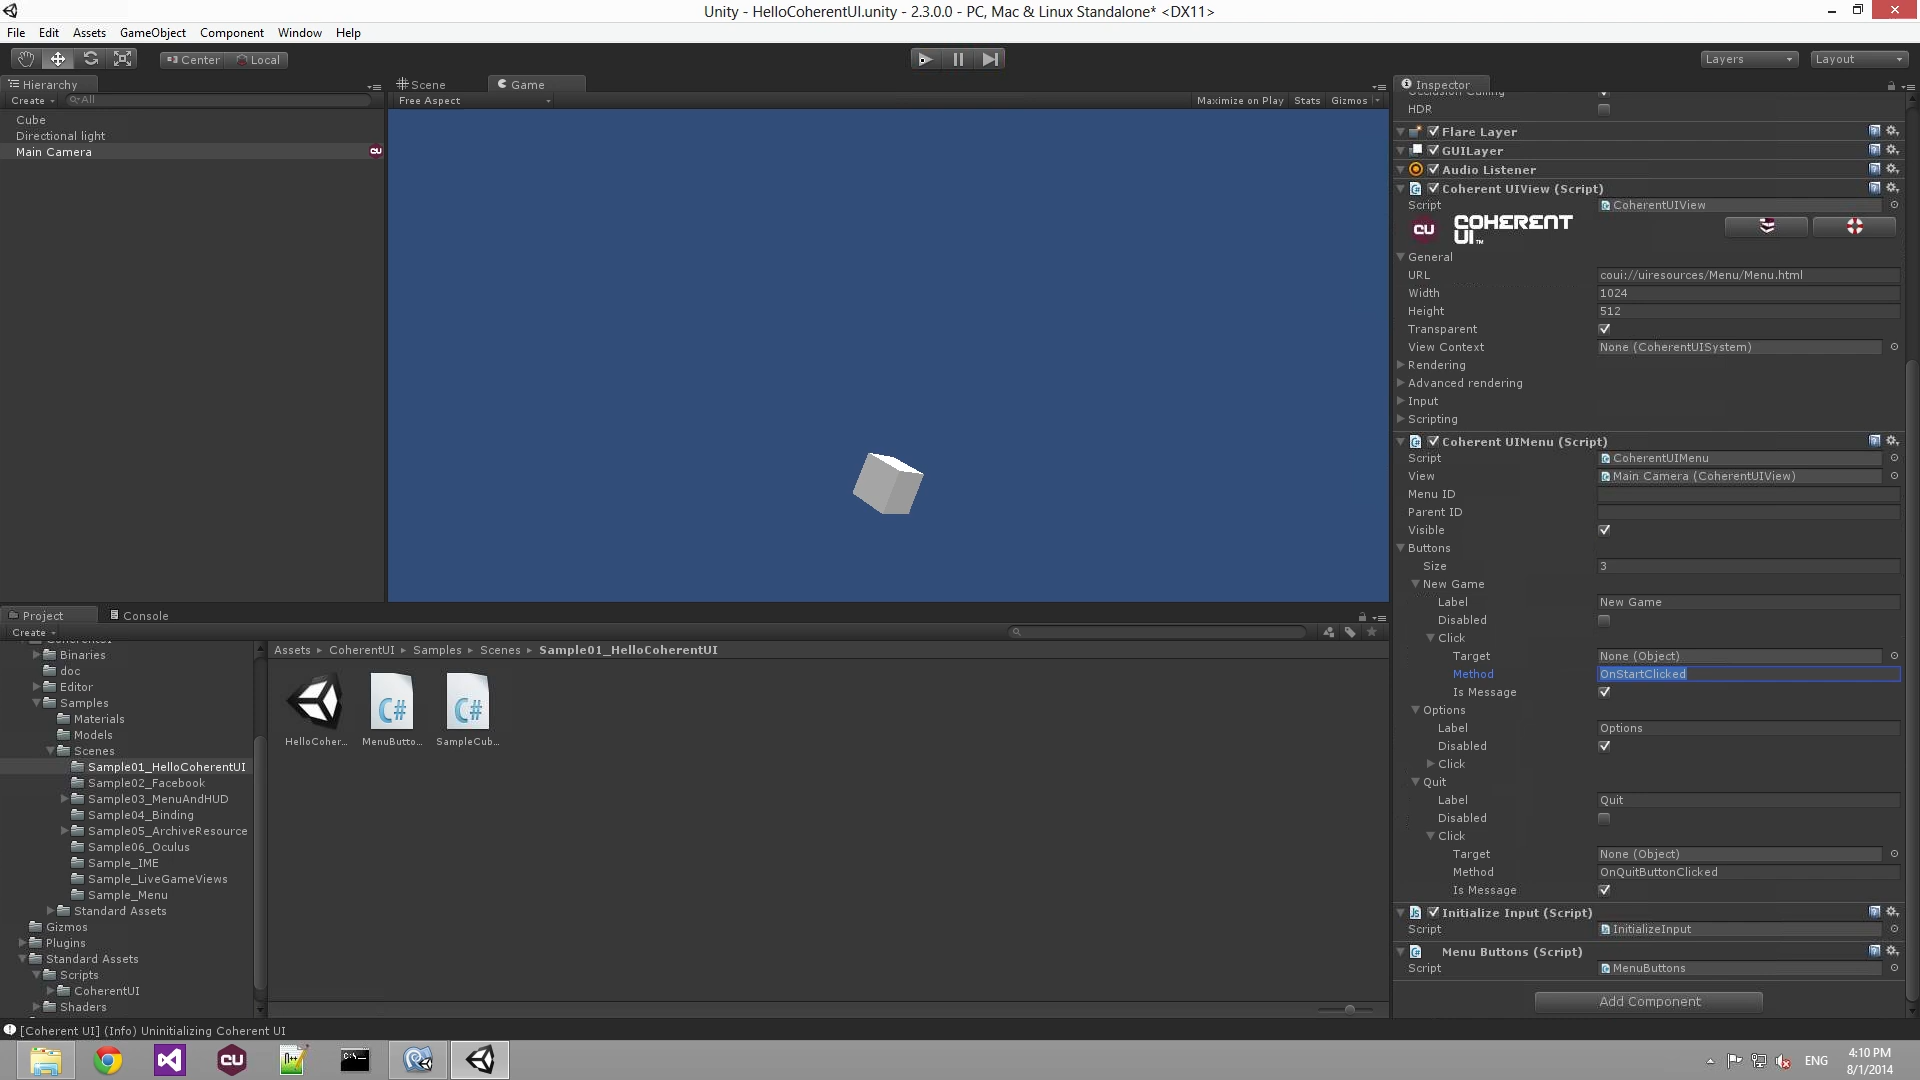 Unity - HelloCoherentUI.unity - 2.3.0.0 - PC, Mac & Linux Standalone* <DX11>
File Edit Assets GameObject Component Window Help
Center Local
Layers Layout
Hierarchy
Create All
Cube
Directional light
Main Camera
CU
Scene Game
Free Aspect
Maximize on Play Stats Gizmos
Inspector
Occlusion Culling
HDR
Flare Layer
GUILayer
Audio Listener
Coherent UIView (Script)
Script CoherentUIView
CU COHERENT UI™
General
URL coui://uiresources/Menu/Menu.html
Width 1024
Height 512
Transparent
View Context None (CoherentUISystem)
Rendering
Advanced rendering
Input
Scripting
Coherent UIMenu (Script)
Script CoherentUIMenu
View Main Camera (CoherentUIView)
Menu ID
Parent ID
Visible
Buttons
Size 3
New Game
Label New Game
Disabled
Click
Target None (Object)
Method OnStartClicked
Is Message
Options
Label Options
Disabled
Click
Quit
Label Quit
Disabled
Click
Target None (Object)
Method OnQuitButtonClicked
Is Message
Initialize Input (Script)
Script InitializeInput
Menu Buttons (Script)
Script MenuButtons
Add Component
Project Console
Create
Binaries
doc
Editor
Samples
Materials
Models
Scenes
Sample01_HelloCoherentUI
Sample02_Facebook
Sample03_MenuAndHUD
Sample04_Binding
Sample05_ArchiveResource
Sample06_Oculus
Sample_IME
Sample_LiveGameViews
Sample_Menu
Standard Assets
Gizmos
Plugins
Standard Assets
Scripts
CoherentUI
Shaders
Assets Coherent​UI Samples Scenes Sample01_HelloCoherentUI
HelloCoher... MenuButto... SampleCub...
C# C#
[Coherent UI] (Info) Uninitializing Coherent UI
CU
ENG
4:10 PM
8/1/2014